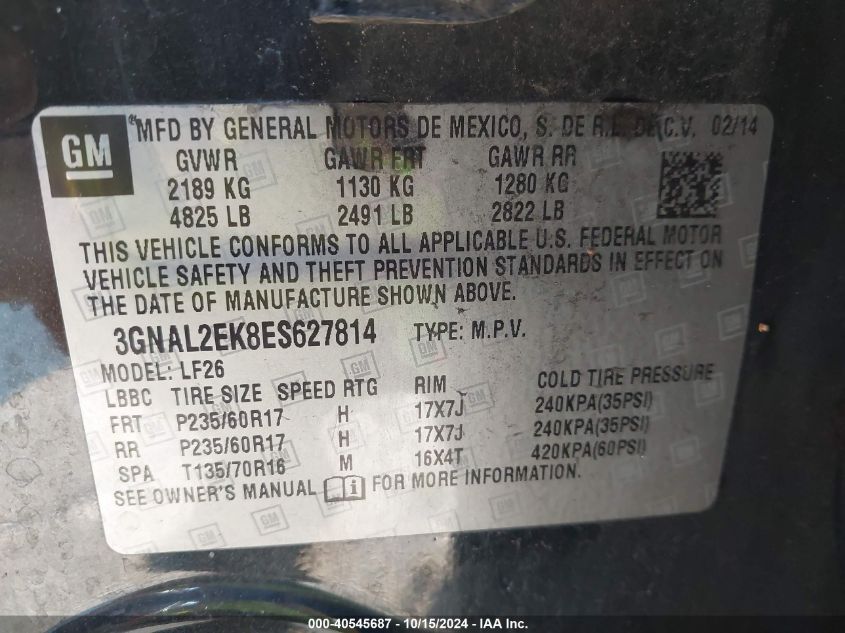 GM "MFD BY GENERAL MOTORS DE MEXICO, S. DE R.L. DE C.V. 02/14
GVWR GAWR FRT GAWR RR
2189 KG 1130 KG 1280 KG
4825 LB 2491 LB 2822 LB
THIS VEHICLE CONFORMS TO ALL APPLICABLE U.S. FEDERAL MOTOR
VEHICLE SAFETY AND THEFT PREVENTION STANDARDS IN EFFECT ON
THE DATE OF MANUFACTURE SHOWN ABOVE.
3GNAL2EK8ES627814 TYPE: M.P.V.
MODEL: LF26
LBBC TIRE SIZE SPEED RTG RIM COLD TIRE PRESSURE
FRT P235/60R17 H 17X7J 240KPA(35PSI)
RR P235/60R17 H 17X7J 240KPA(35PSI)
SPA T135/70R16 M 16X4T 420KPA(60PSI)
SEE OWNER'S MANUAL FOR MORE INFORMATION.
000-40545687 - 10/15/2024 - IAA Inc.